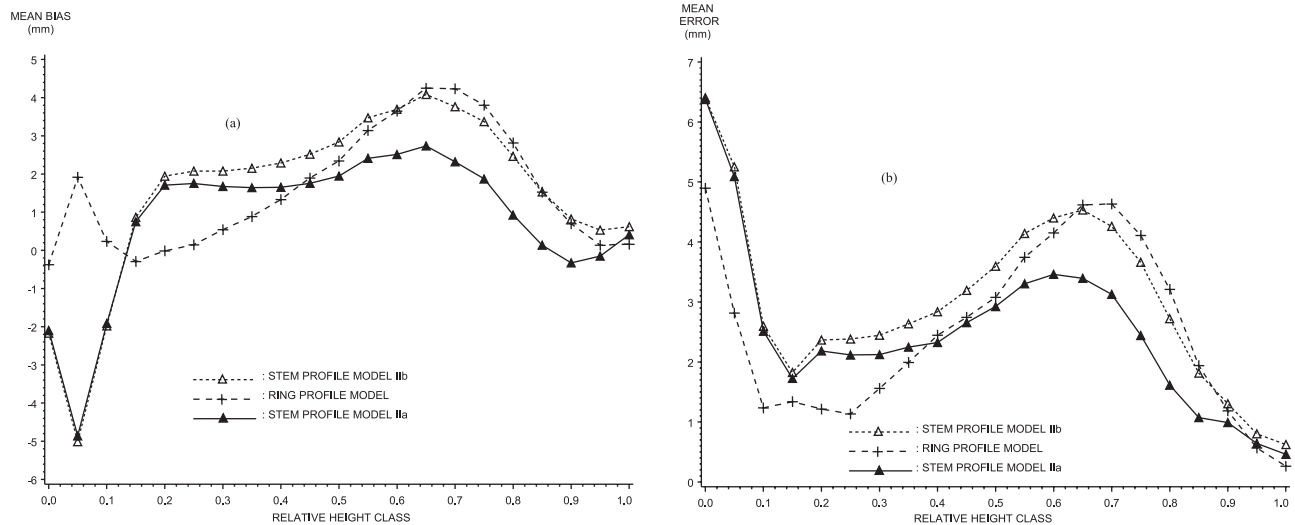 MEAN BIAS
(mm)
5
4
3
2
1
0
-1
-2
-3
-4
-5
-6
(a)
: STEM PROFILE MODEL IIb
: RING PROFILE MODEL
: STEM PROFILE MODEL IIa
0.0 0.1 0.2 0.3 0.4 0.5 0.6 0.7 0.8 0.9 1.0
RELATIVE HEIGHT CLASS
MEAN
ERROR
(mm)
7
6
5
4
3
2
1
0
(b)
: STEM PROFILE MODEL IIb
: RING PROFILE MODEL
: STEM PROFILE MODEL IIa
0.0 0.1 0.2 0.3 0.4 0.5 0.6 0.7 0.8 0.9 1.0
RELATIVE HEIGHT CLASS